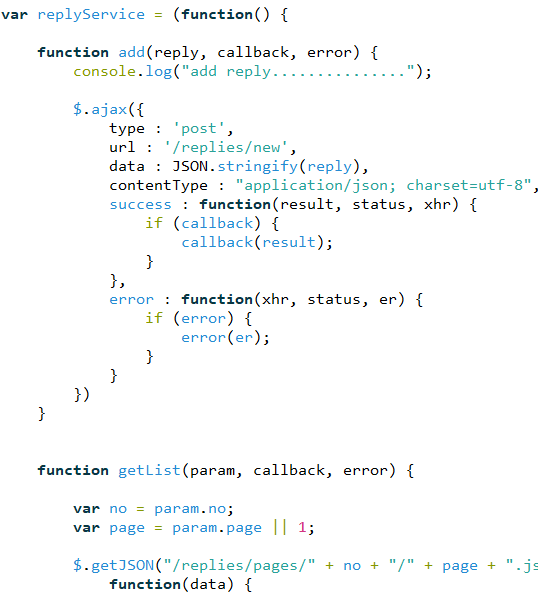 var replyService = (function() {
function add(reply, callback, error) {
console.log("add reply...............");
$.ajax({
type : 'post',
url : '/replies/new',
data : JSON.stringify(reply),
contentType : "application/json; charset=utf-8",
success : function(result, status, xhr) {
if (callback) {
callback(result);
}
},
error : function(xhr, status, er) {
if (error) {
error(er);
}
}
})
}
function getList(param, callback, error) {
var no = param.no;
var page = param.page || 1;
$.getJSON("/replies/pages/" + no + "/" + page + ".js
function(data) {